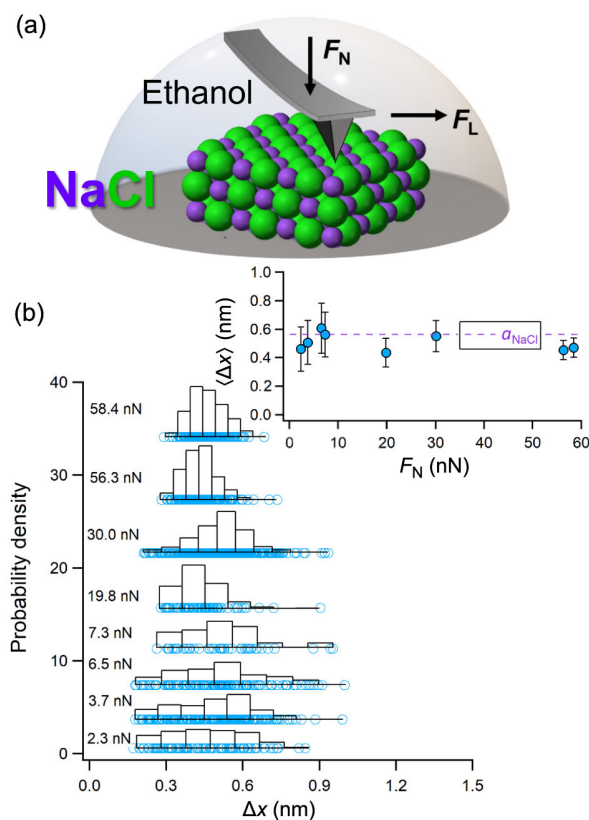 (a)
F_N
Ethanol
F_L
NaCl
(b)
⟨Δx⟩ (nm)
1.0
0.8
0.6
0.4
0.2
0.0
a_NaCl
0 10 20 30 40 50 60
F_N (nN)
Probability density
40
30
20
10
0
58.4 nN
56.3 nN
30.0 nN
19.8 nN
7.3 nN
6.5 nN
3.7 nN
2.3 nN
0.0 0.3 0.6 0.9 1.2 1.5
Δx (nm)